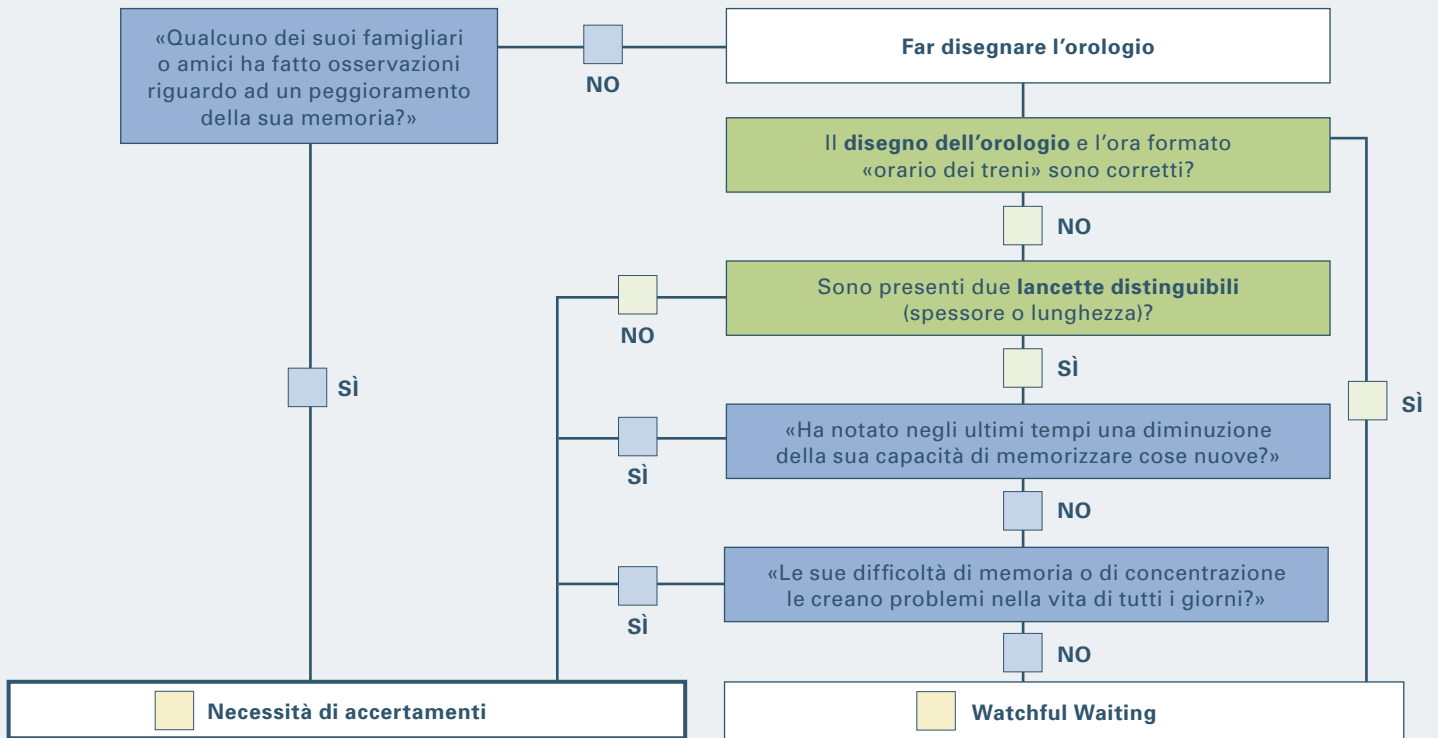 «Qualcuno dei suoi famigliari
o amici ha fatto osservazioni
riguardo ad un peggioramento
della sua memoria?»
NO
Far disegnare l'orologio
Il disegno dell'orologio e l'ora formato
«orario dei treni» sono corretti?
NO
Sono presenti due lancette distinguibili
(spessore o lunghezza)?
NO
SÌ
SÌ
SÌ
«Ha notato negli ultimi tempi una diminuzione
della sua capacità di memorizzare cose nuove?»
SÌ
NO
«Le sue difficoltà di memoria o di concentrazione
le creano problemi nella vita di tutti i giorni?»
SÌ
NO
Necessità di accertamenti
Watchful Waiting